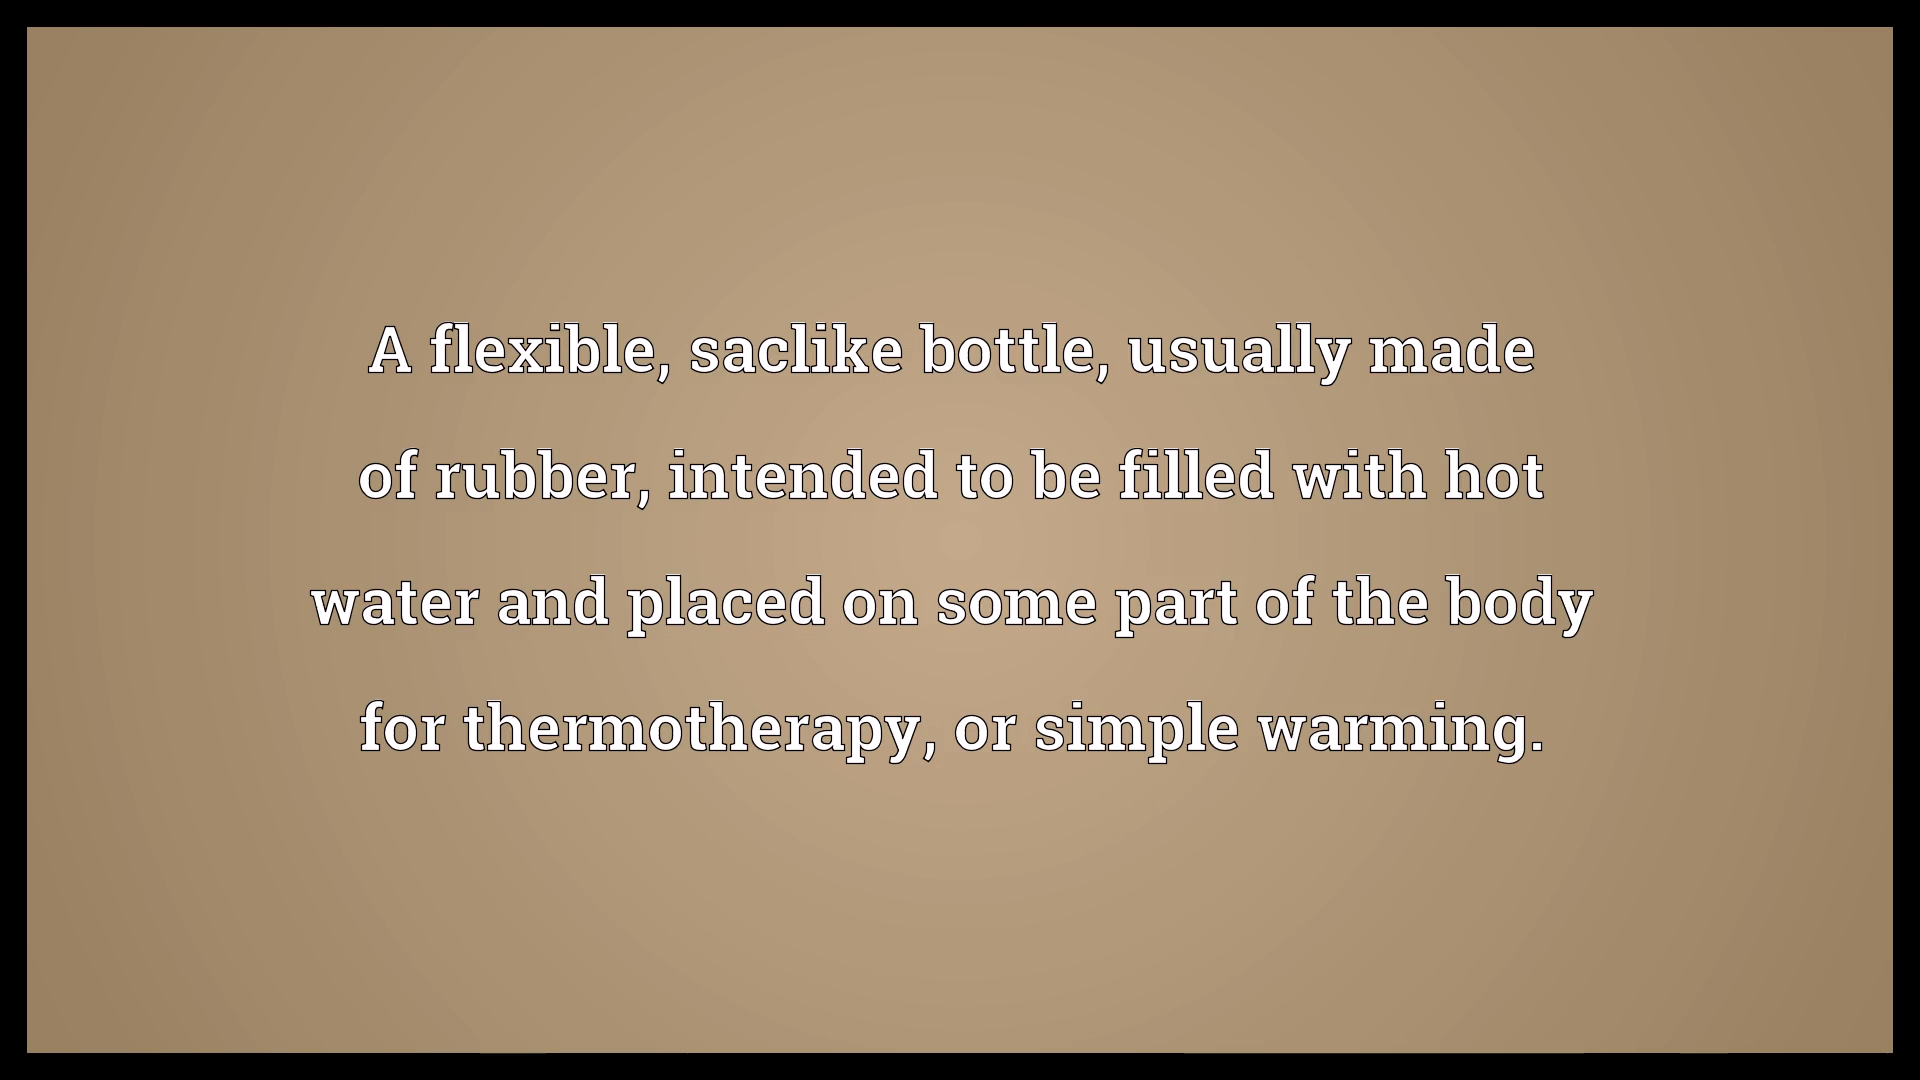 A flexible, saclike bottle, usually made
of rubber, intended to be filled with hot
water and placed on some part of the body
for thermotherapy, or simple warming.